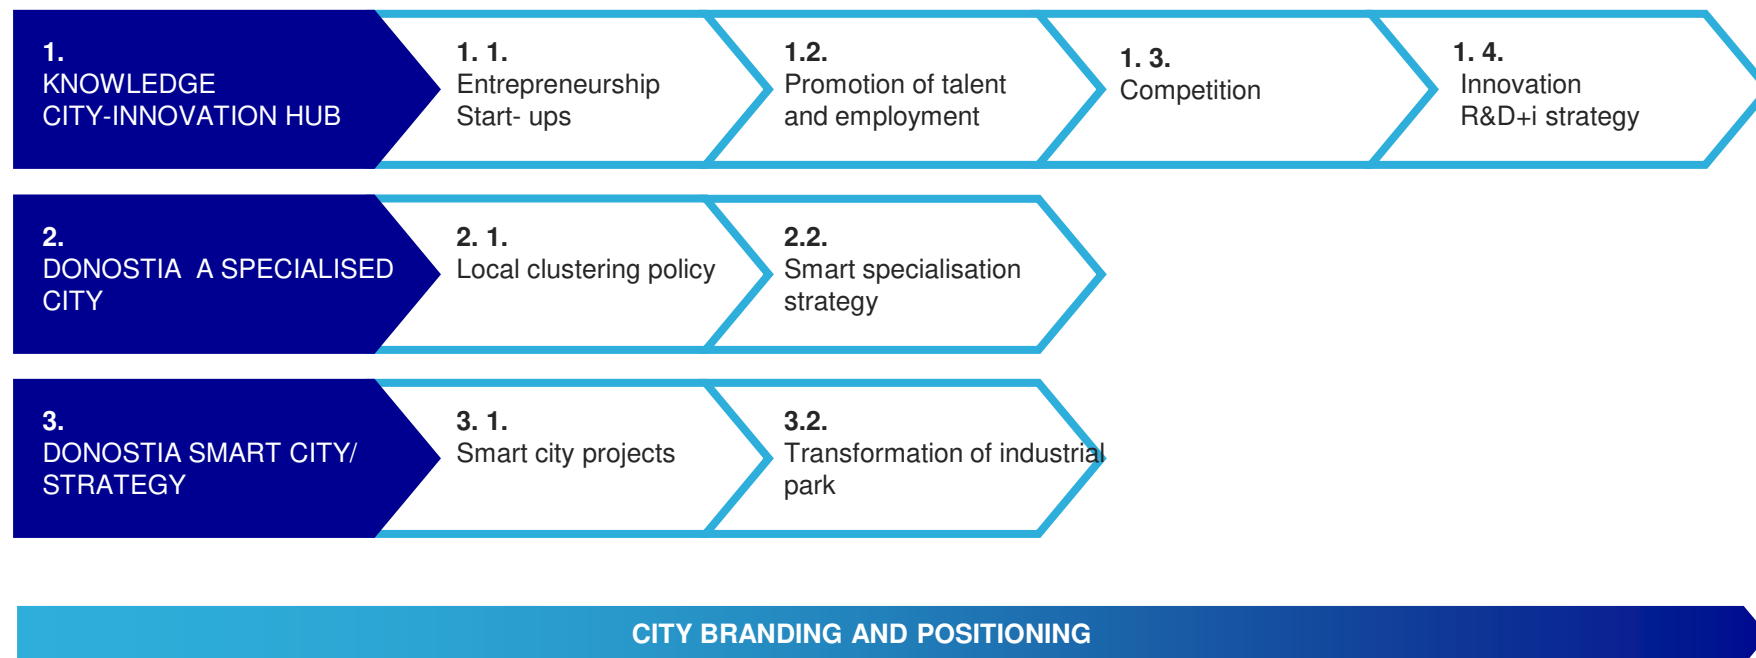 1.
KNOWLEDGE
CITY-INNOVATION HUB
1. 1.
Entrepreneurship
Start- ups
1.2.
Promotion of talent
and employment
1. 3.
Competition
1. 4.
Innovation
R&D+i strategy
2.
DONOSTIA  A SPECIALISED
CITY
2. 1.
Local clustering policy
2.2.
Smart specialisation
strategy
3.
DONOSTIA SMART CITY/
STRATEGY
3. 1.
Smart city projects
3.2.
Transformation of industrial
park
CITY BRANDING AND POSITIONING